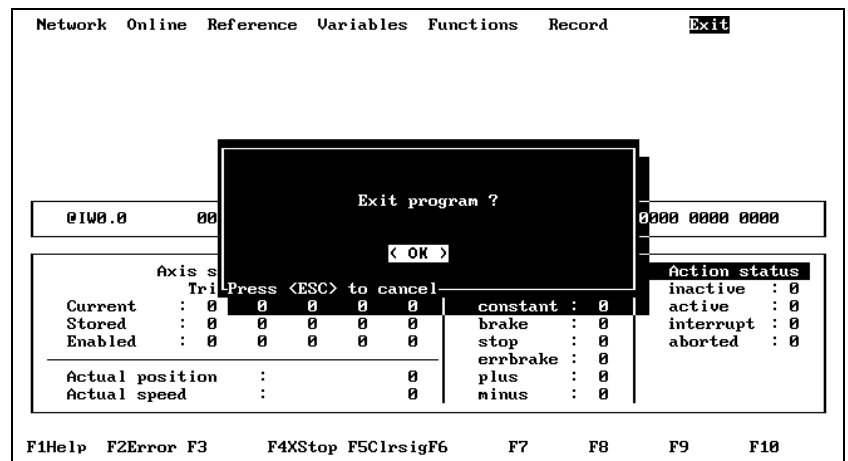 Network Online Reference Variables Functions Record Exit
Exit program ?
@IW0.0 00 0000 0000 0000
< OK >
Axis s Action status
Tri Press <ESC> to cancel inactive : 0
Current : 0 0 0 0 0 constant : 0 active : 0
Stored : 0 0 0 0 0 brake : 0 interrupt : 0
Enabled : 0 0 0 0 0 stop : 0 aborted : 0
errbrake : 0
Actual position : 0 plus : 0
Actual speed : 0 minus : 0
F1Help F2Error F3 F4XStop F5ClrsigF6 F7 F8 F9 F10